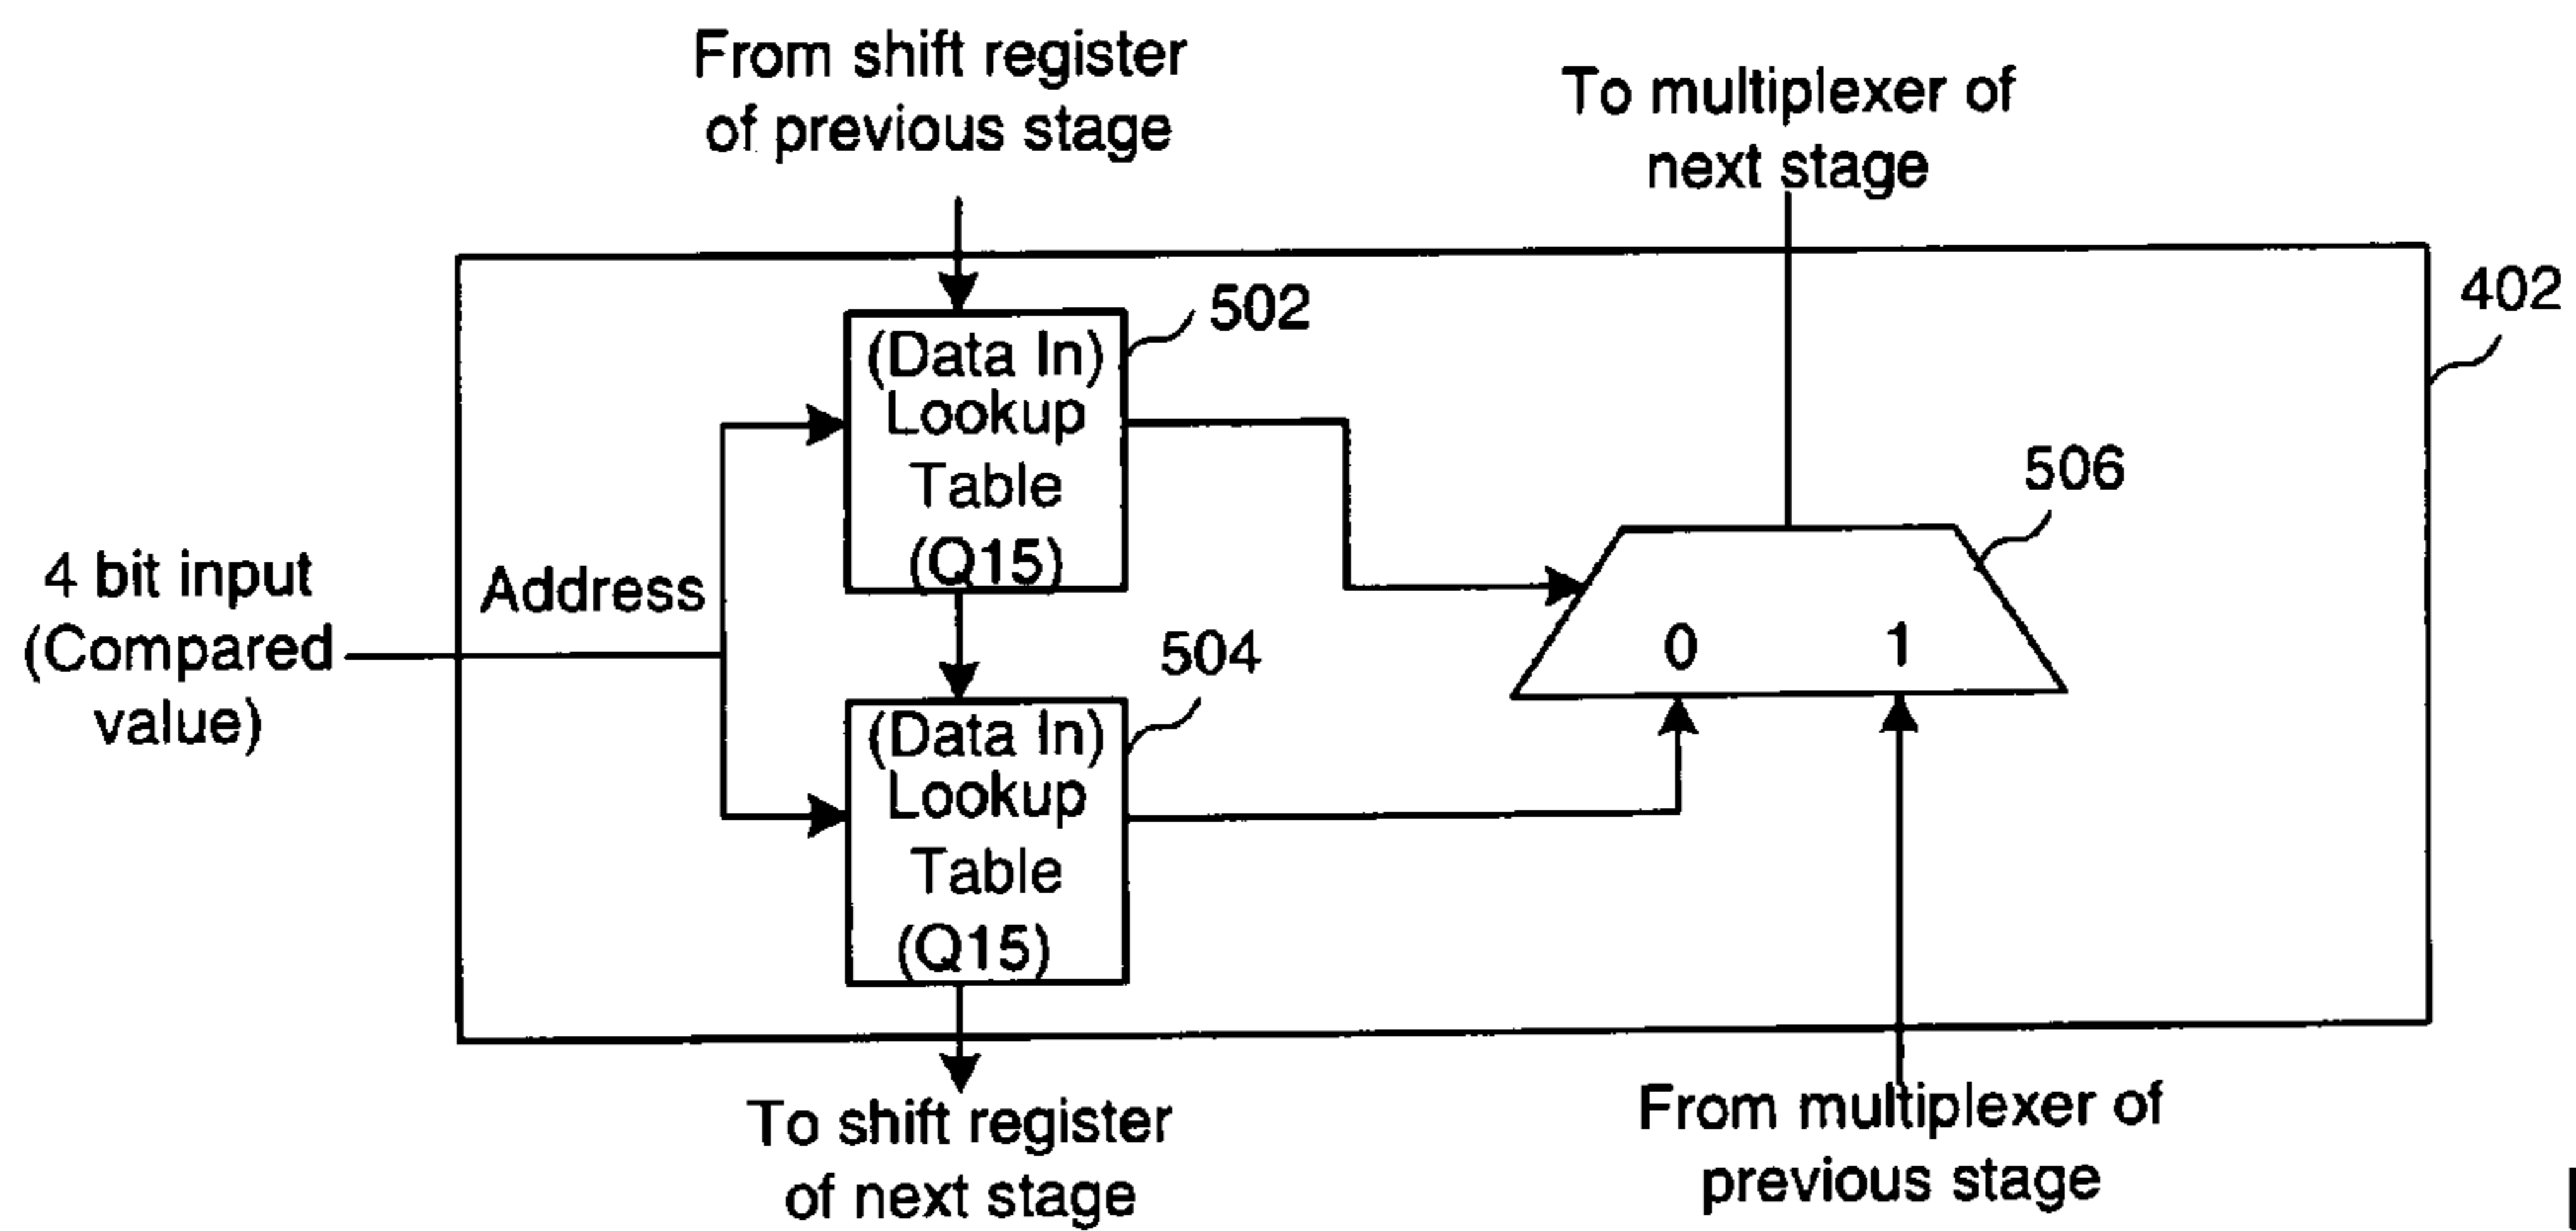 From shift register
of previous stage
To multiplexer of
next stage
402
502
(Data In)
Lookup
Table
(Q15)
506
4 bit input
(Compared
value)
Address
0
1
504
(Data In)
Lookup
Table
(Q15)
To shift register
of next stage
From multiplexer of
previous stage